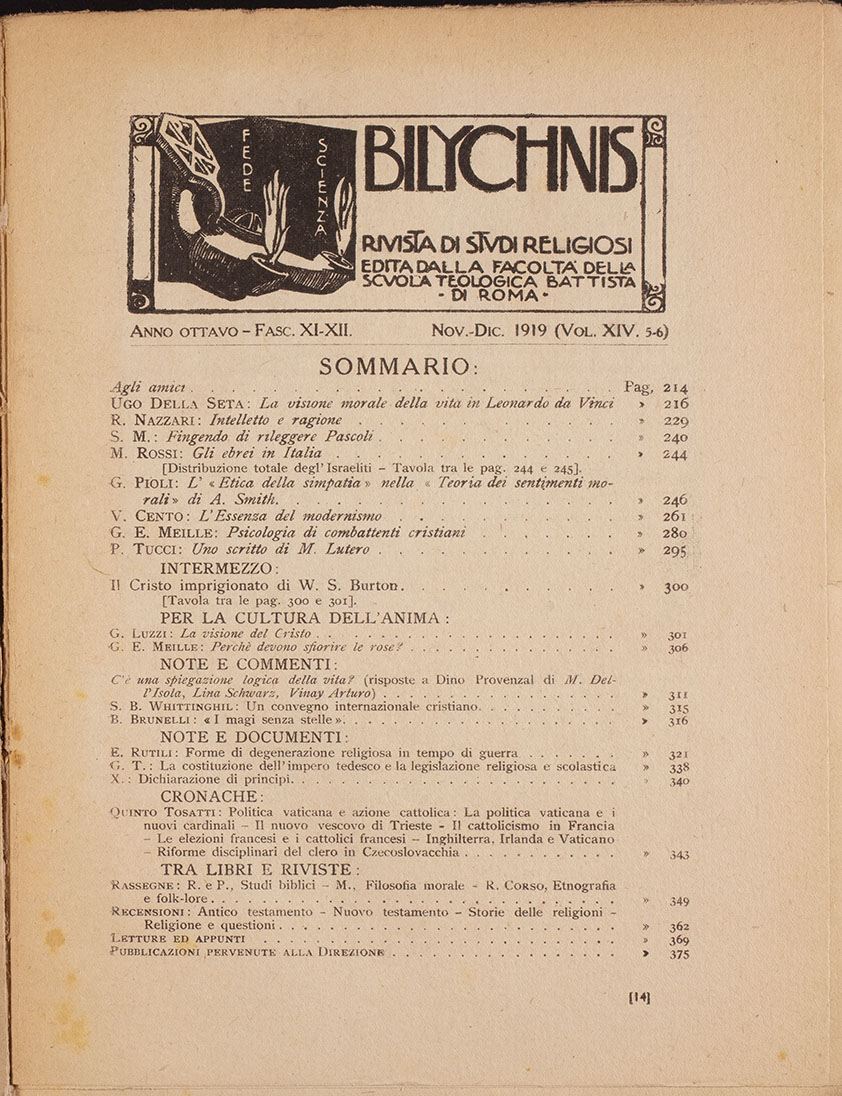 FEDE
SCIENZA
BILYCHNIS
RIVISTA DI STVDI RELIGIOSI
EDITA DALLA FACOLTA DELLA
SCVOLA TEOLOGICA BATTISTA
- DI ROMA -
ANNO OTTAVO – FASC. XI-XII. NOV.-DIC. 1919 (VOL. XIV. 5-6)
SOMMARIO:
Agli amici . . . . . . . . . . . . . . . . . . . . Pag, 214
UGO DELLA SETA: La visione morale della vita in Leonardo da Vinci » 216
R. NAZZARI: Intelletto e ragione . . . . . . . . . . . . » 229
S. M.: Fingendo di rileggere Pascoli . . . . . . . . . . . » 240
M. ROSSI: Gli ebrei in Italia . . . . . . . . . . . . . » 244
[Distribuzione totale degl'Israeliti – Tavola tra le pag. 244 e 245].
G. PIOLI: L' « Etica della simpatia » nella « Teoria dei sentimenti mo-
rali » di A. Smith. . . . . . . . . . . . . . . . » 246
V. CENTO: L'Essenza del modernismo . . . . . . . . . . » 261
G. E. MEILLE: Psicologia di combattenti cristiani . . . . . . . » 280
P. TUCCI: Uno scritto di M. Lutero . . . . . . . . . . . » 295
INTERMEZZO:
Il Cristo imprigionato di W. S. Burton. . . . . . . . . . » 300
[Tavola tra le pag. 300 e 301].
PER LA CULTURA DELL'ANIMA:
G. LUZZI: La visione del Cristo . . . . . . . . . . . . . . » 301
G. E. MEILLE: Perchè devono sfiorire le rose? . . . . . . . . . . » 306
NOTE E COMMENTI:
C'è una spiegazione logica della vita? (risposte a Dino Provenzal di M. Del-
l'Isola, Lina Schwarz, Vinay Arturo) . . . . . . . . . . . . » 311
S. B. WHITTINGHIL: Un convegno internazionale cristiano. . . . . . . » 315
B. BRUNELLI: « I magi senza stelle ». . . . . . . . . . . . . . » 316
NOTE E DOCUMENTI:
E. RUTILI: Forme di degenerazione religiosa in tempo di guerra . . . . . . . » 321
G. T.: La costituzione dell'impero tedesco e la legislazione religiosa e scolastica » 338
X.: Dichiarazione di principi. . . . . . . . . . . . . . . . . » 340
CRONACHE:
QUINTO TOSATTI: Politica vaticana e azione cattolica: La politica vaticana e i
nuovi cardinali – Il nuovo vescovo di Trieste - Il cattolicismo in Francia
– Le elezioni francesi e i cattolici francesi – Inghilterra, Irlanda e Vaticano
– Riforme disciplinari del clero in Czecoslovacchia . . . . . . . . . . . » 343
TRA LIBRI E RIVISTE:
RASSEGNE: R. e P., Studi biblici – M., Filosofia morale - R. CORSO, Etnografia
e folk-lore. . . . . . . . . . . . . . . . . . . . . . » 349
RECENSIONI: Antico testamento – Nuovo testamento – Storie delle religioni –
Religione e questioni . . . . . . . . . . . . . . . . . . » 362
LETTURE ED APPUNTI . . . . . . . . . . . . . . . . . . . » 369
PUBBLICAZIONI PERVENUTE ALLA DIREZIONE . . . . . . . . . . . . » 375
[14]